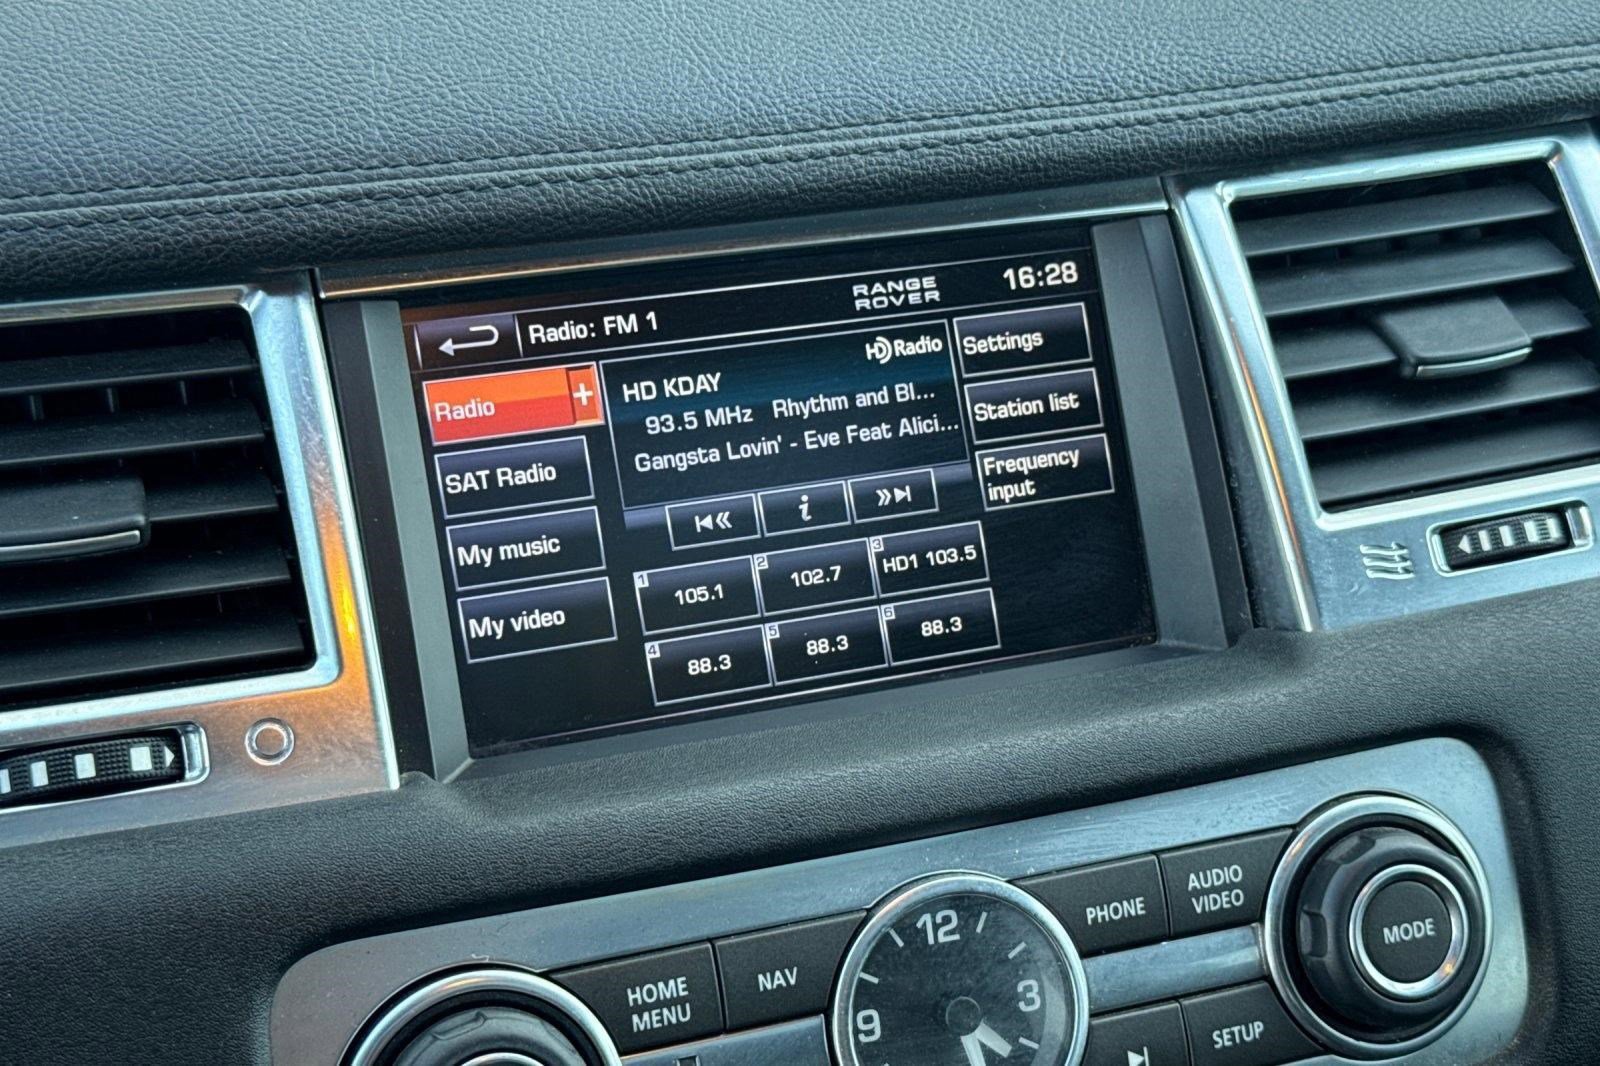 RANGE
ROVER
16:28
Radio: FM 1
Radio
+
SAT Radio
My music
My video
HD Radio
HD KDAY
93.5 MHz Rhythm and Bl...
Gangsta Lovin' - Eve Feat Alici...
i
Settings
Station list
Frequency
input
1 105.1
2 102.7
3 HD1 103.5
4 88.3
5 88.3
6 88.3
HOME
MENU
NAV
12
3
9
PHONE
AUDIO
VIDEO
MODE
SETUP